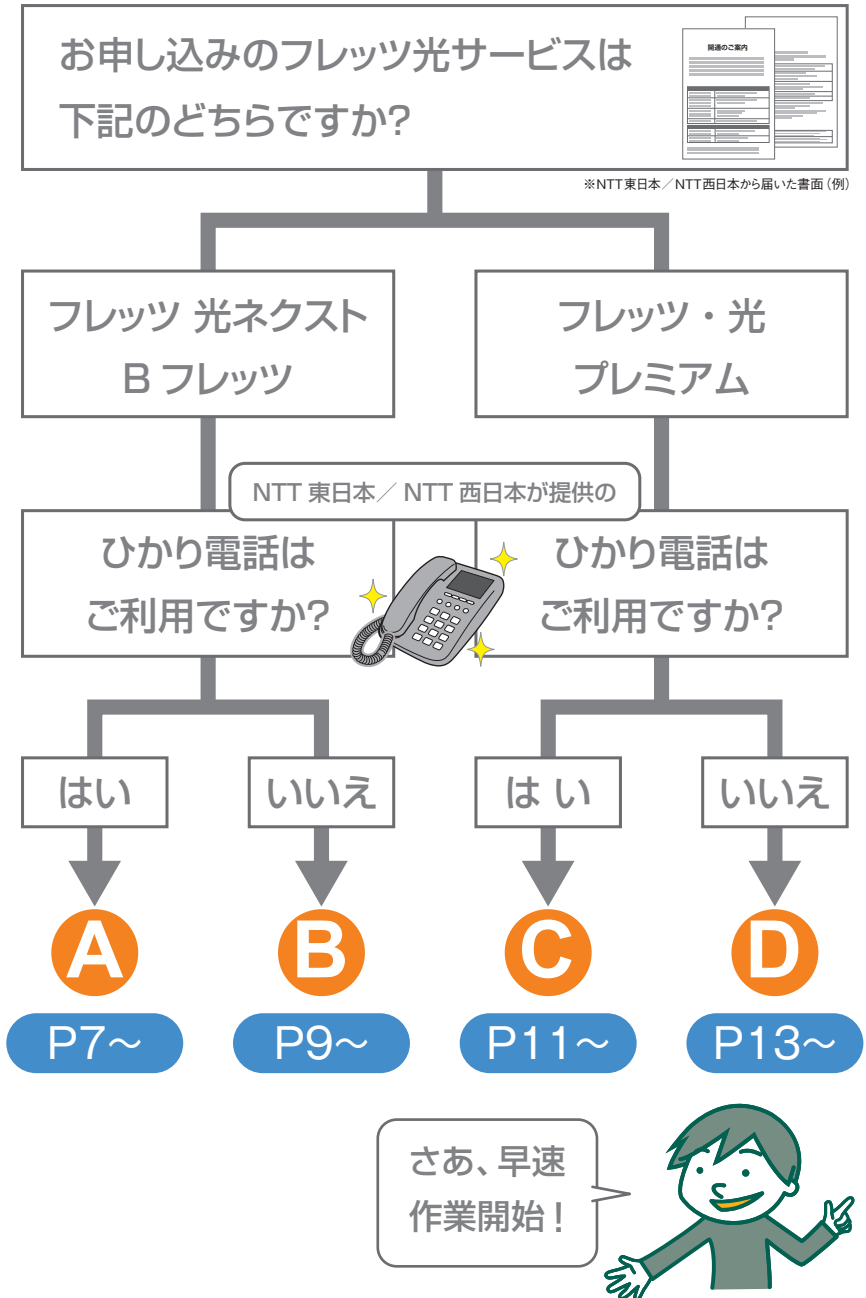 お申し込みのフレッツ光サービスは
下記のどちらですか?
開通のご案内
※NTT東日本／NTT西日本から届いた書面(例)
フレッツ 光ネクスト
B フレッツ
フレッツ・光
プレミアム
NTT 東日本／ NTT 西日本が提供の
ひかり電話は
ご利用ですか?
ひかり電話は
ご利用ですか?
はい
いいえ
は い
いいえ
A
B
C
D
P7～
P9～
P11～
P13～
さあ、早速
作業開始！